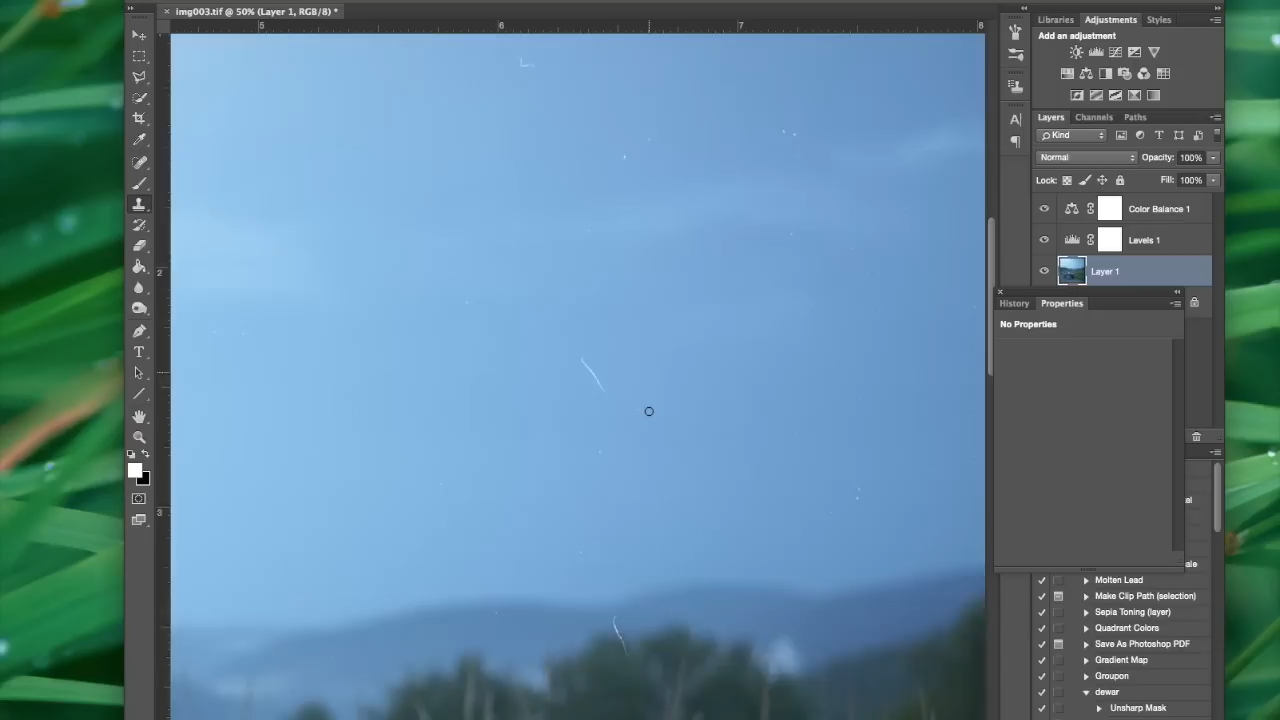 img003.tif @ 50% (Layer 1, RGB/8) *
5 6 7 8
2
3
Libraries Adjustments Styles
Add an adjustment
Layers Channels Paths
Kind
Normal Opacity: 100%
Lock: Fill: 100%
Color Balance 1
Levels 1
Layer 1
History Properties
No Properties
Molten Lead
Make Clip Path (selection)
Sepia Toning (layer)
Quadrant Colors
Save As Photoshop PDF
Gradient Map
Groupon
dewar
Unsharp Mask